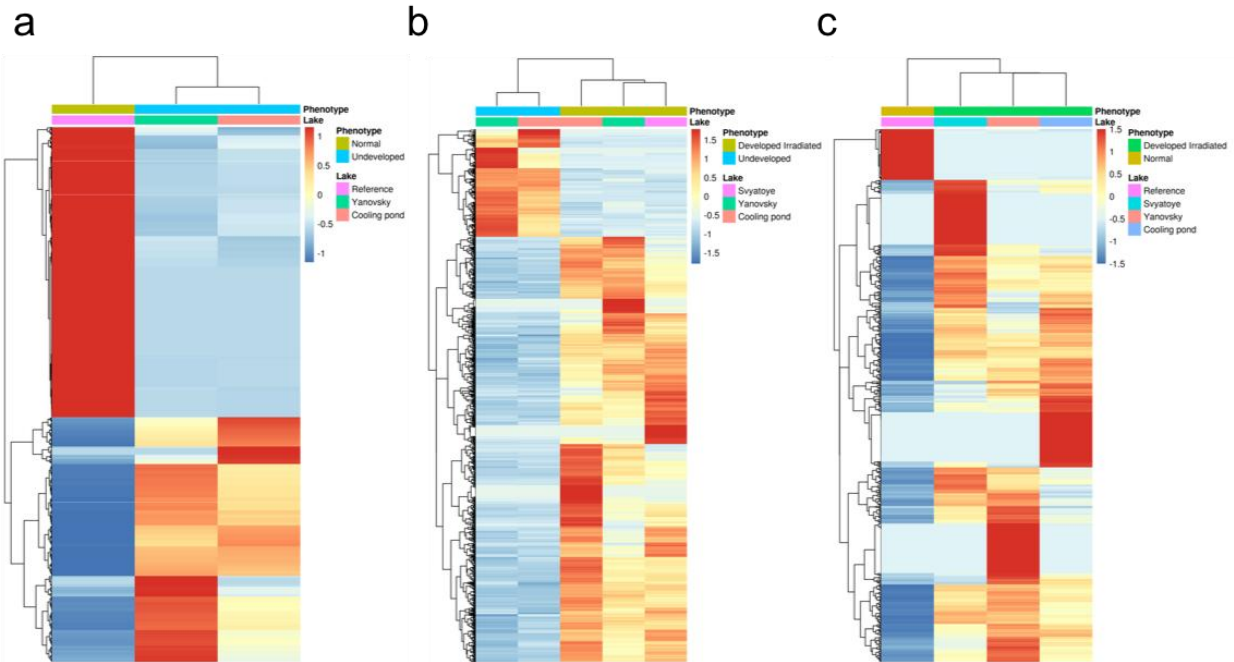 a
b
c
Phenotype
Lake
1
0.5
0
-0.5
-1
Phenotype
Normal
Undeveloped
Lake
Reference
Yanovsky
Cooling pond
Phenotype
Lake
1.5
1
0.5
0
-0.5
-1
-1.5
Phenotype
Developed Irradiated
Undeveloped
Lake
Svyatoye
Yanovsky
Cooling pond
Phenotype
Lake
1.5
1
0.5
0
-0.5
-1
-1.5
Phenotype
Developed Irradiated
Normal
Lake
Reference
Svyatoye
Yanovsky
Cooling pond